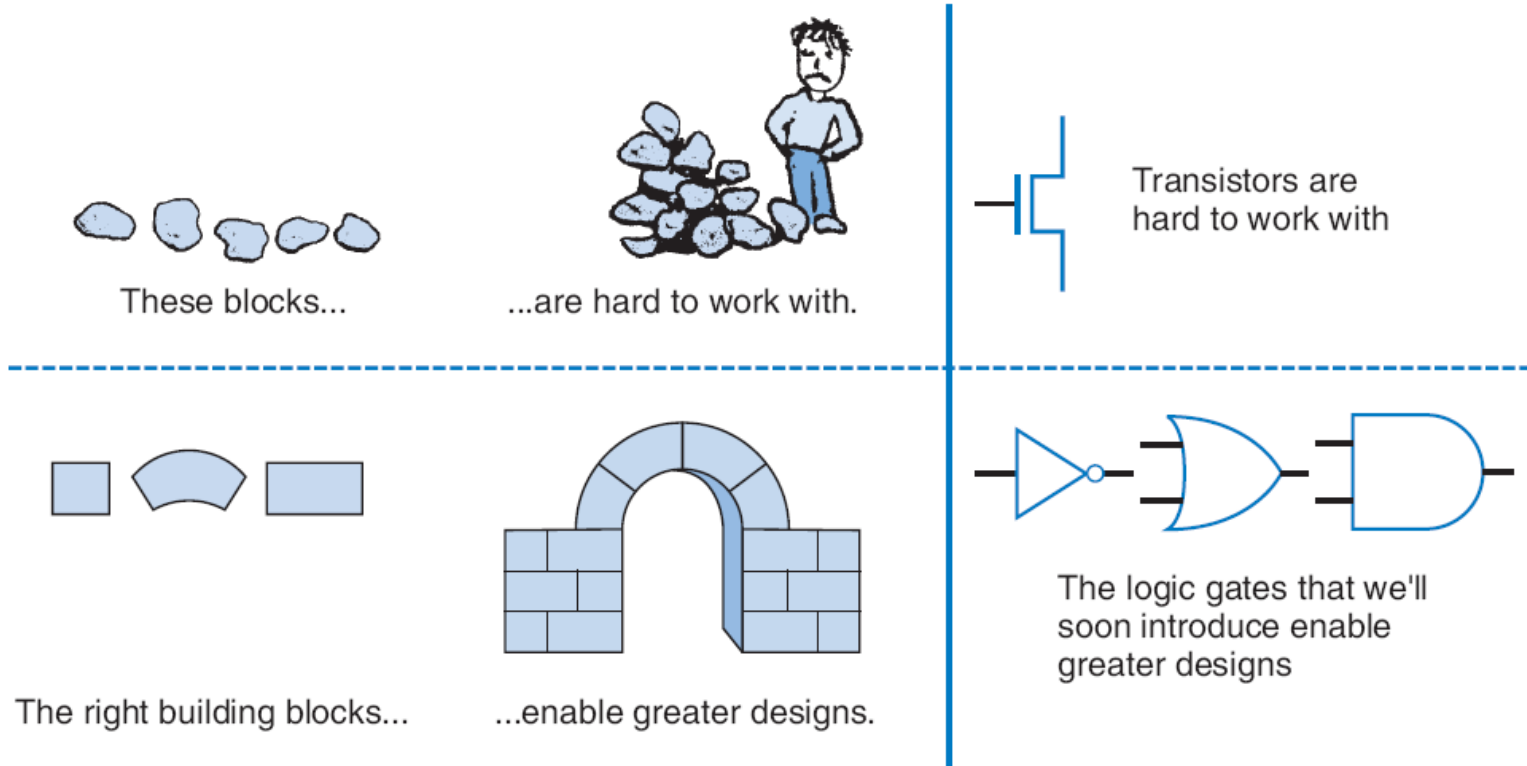 These blocks...
...are hard to work with.
Transistors are
hard to work with
The right building blocks...
...enable greater designs.
The logic gates that we'll
soon introduce enable
greater designs